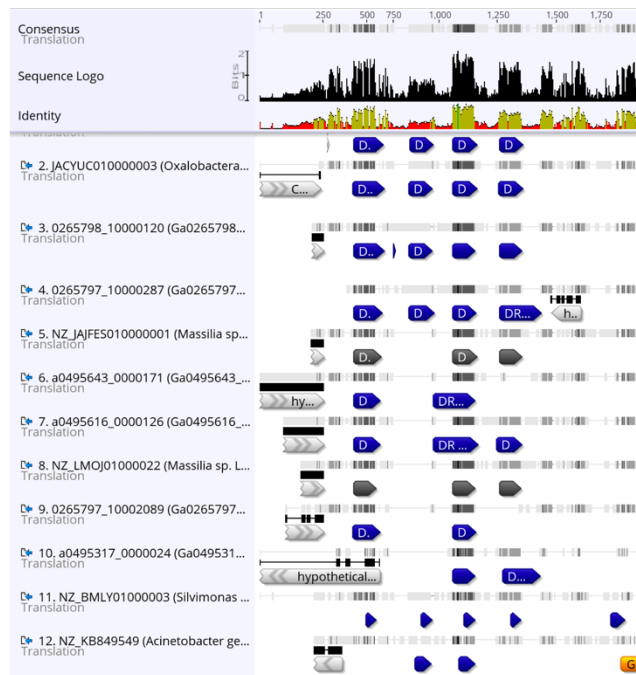 1 250 500 750 1,000 1,250 1,500 1,750
Consensus
Translation
Sequence Logo
Bits
2
1
0
Identity
Translation
D. D D D
2. JACYUC010000003 (Oxalobactera...
Translation
C... D.. D D D
3. 0265798_10000120 (Ga0265798...
Translation
D.. D
4. 0265797_10000287 (Ga0265797...
Translation
D. D D DR... h..
5. NZ_JAJFES010000001 (Massilia sp...
Translation
D. D
6. a0495643_0000171 (Ga0495643_...
Translation
hy... D DR...
7. a0495616_0000126 (Ga0495616_...
Translation
D DR ... D
8. NZ_LMOJ01000022 (Massilia sp. L...
Translation
9. 0265797_10002089 (Ga0265797...
Translation
D. D
10. a0495317_0000024 (Ga049531...
Translation
hypothetical... D...
11. NZ_BMLY01000003 (Silvimonas ...
Translation
12. NZ_KB849549 (Acinetobacter ge...
Translation
G